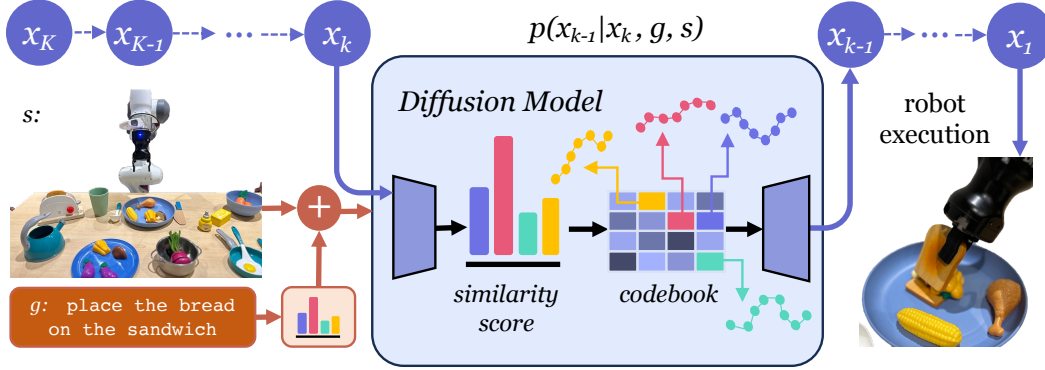 x_K
x_{K-1}
...
x_k
p(x_{k-1}|x_k, g, s)
x_{k-1}
...
x_1
s:
Diffusion Model
robot
execution
+
similarity
score
codebook
g: place the bread
on the sandwich